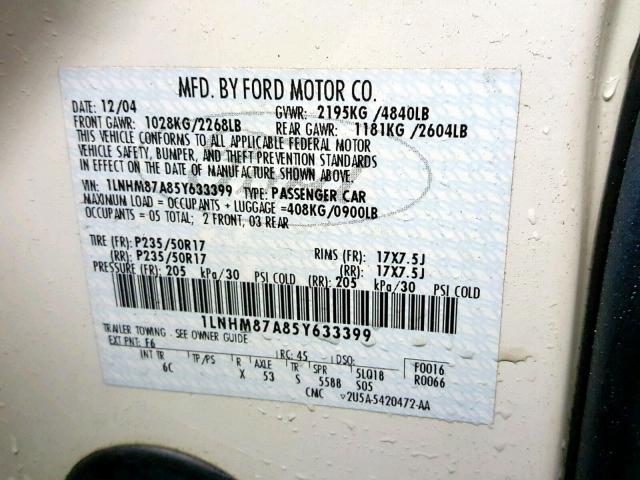 MFD. BY FORD MOTOR CO.
DATE: 12/04 GVWR: 2195KG /4840LB
FRONT GAWR: 1028KG/2268LB REAR GAWR: 1181KG /2604LB
THIS VEHICLE CONFORMS TO ALL APPLICABLE FEDERAL MOTOR
VEHICLE SAFETY, BUMPER, AND THEFT PREVENTION STANDARDS
IN EFFECT ON THE DATE OF MANUFACTURE SHOWN ABOVE.
VIN: 1LNHM87A85Y633399 TYPE: PASSENGER CAR
MAXIMUM LOAD = OCCUPANTS + LUGGAGE =408KG/0900LB
OCCUPANTS = 05 TOTAL; 2 FRONT, 03 REAR
TIRE (FR): P235/50R17 RIMS (FR): 17X7.5J
(RR): P235/50R17 (RR): 17X7.5J
PRESSURE (FR): 205 kPa/30 PSI COLD (RR): 205 kPa/30 PSI COLD
1LNHM87A85Y633399
TRAILER TOWING - SEE OWNER GUIDE
EXT PNT: F6 RC: 45 DSO: F0016
INT TR TP/PS R AXLE TR SPR 5LQ18 R0066
6C X 53 S 5588 S05
CMC 2U5A-5420472-AA